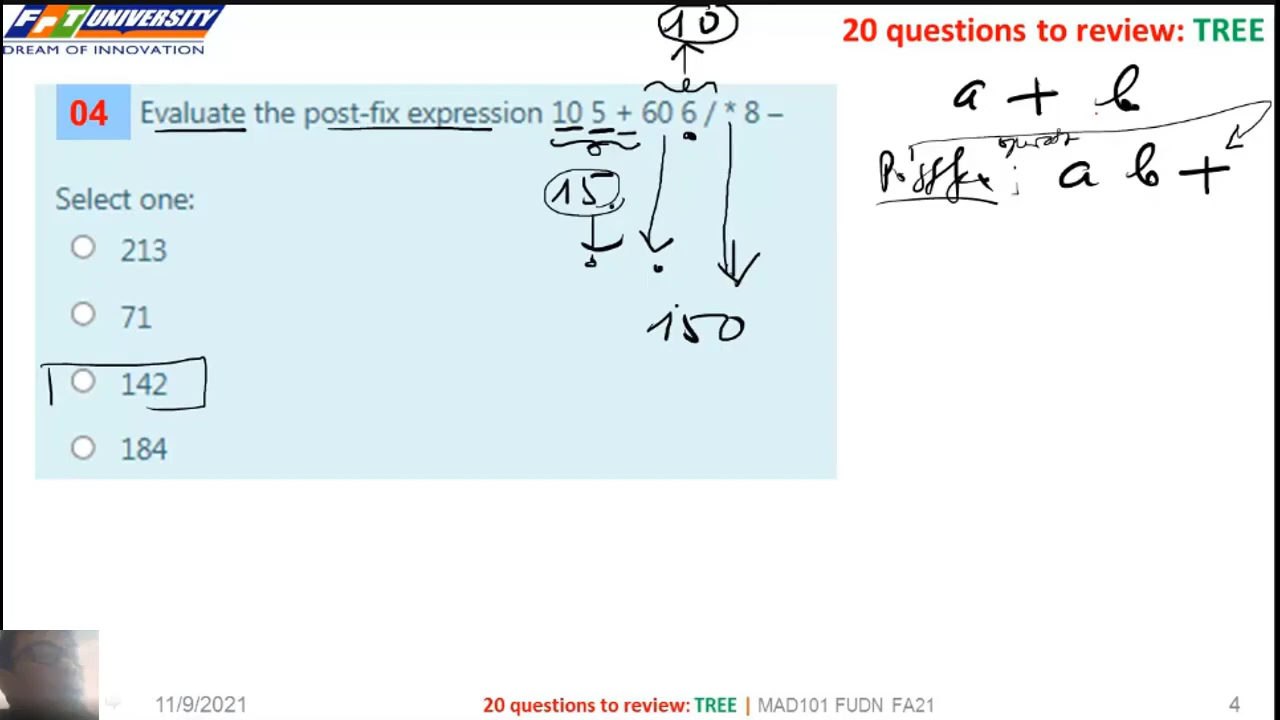 FPT UNIVERSITY
DREAM OF INNOVATION
20 questions to review: TREE
04 Evaluate the post-fix expression 10 5 + 60 6 / * 8 –
10
15
150
a + b
Postfix : a b +
Select one:
213
71
142
184
11/9/2021
20 questions to review: TREE | MAD101 FUDN FA21
4